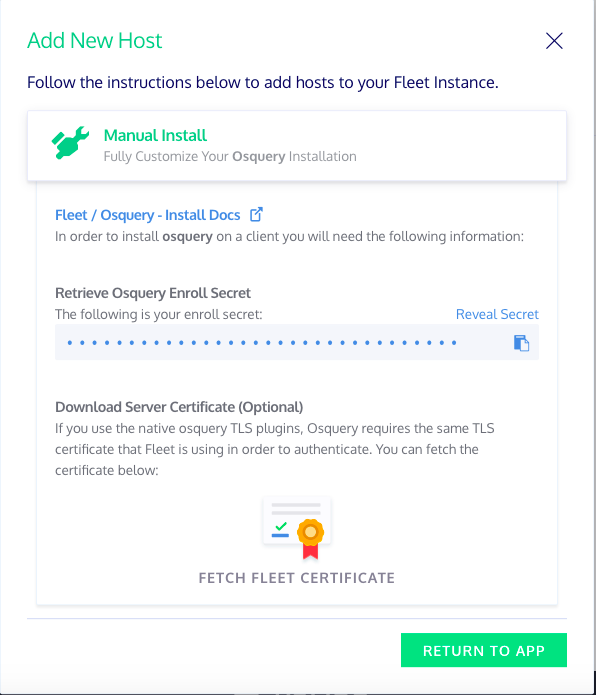 Add New Host
Follow the instructions below to add hosts to your Fleet Instance.
Manual Install
Fully Customize Your Osquery Installation
Fleet / Osquery - Install Docs
In order to install osquery on a client you will need the following information:
Retrieve Osquery Enroll Secret
The following is your enroll secret:
Reveal Secret
Download Server Certificate (Optional)
If you use the native osquery TLS plugins, Osquery requires the same TLS
certificate that Fleet is using in order to authenticate. You can fetch the
certificate below:
FETCH FLEET CERTIFICATE
RETURN TO APP